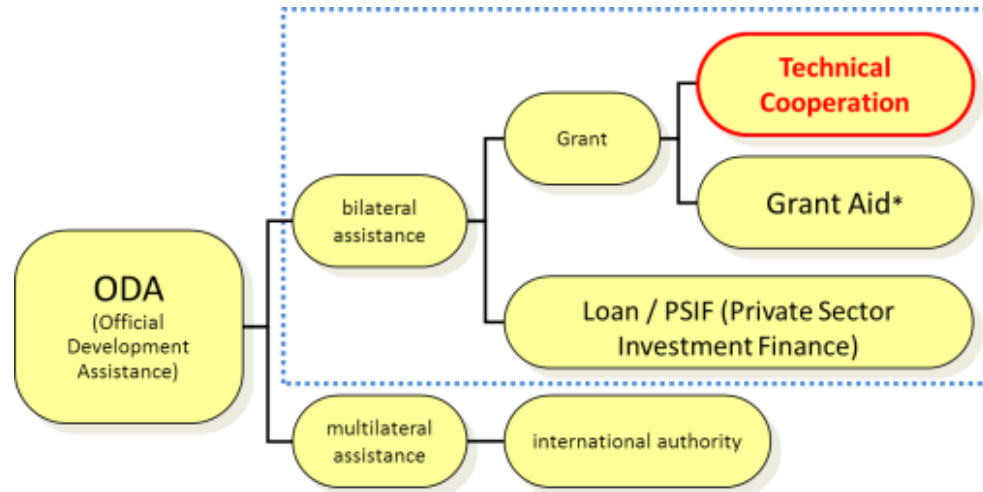 ODA
(Official
Development
Assistance)
bilateral
assistance
Grant
Technical
Cooperation
Grant Aid*
Loan / PSIF (Private Sector
Investment Finance)
multilateral
assistance
international authority